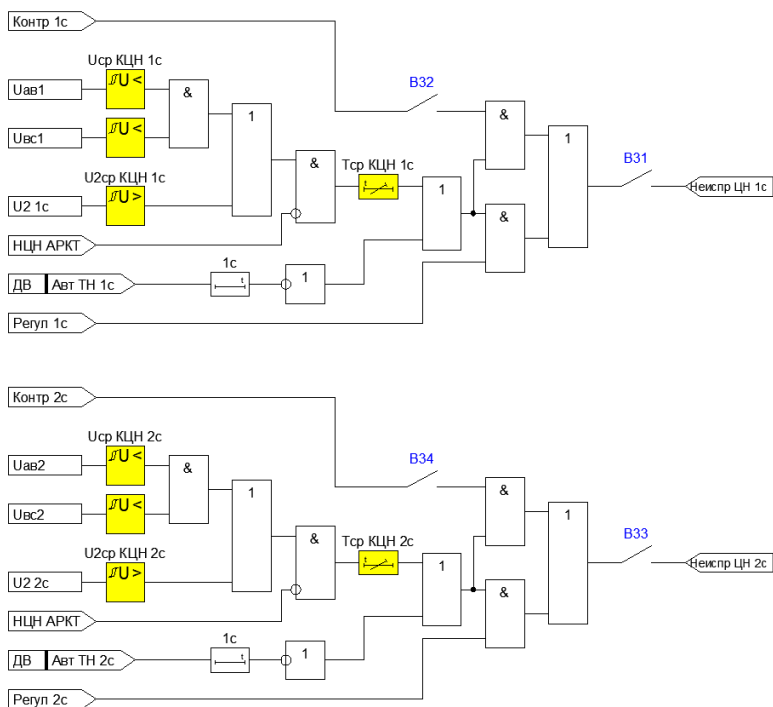 Контр 1с
Uср КЦН 1с
В32
U <
Uав1
&
&
1
В31
1
Uвс1
U <
&
Тср КЦН 1с
t
Неиспр ЦН 1с
U2ср КЦН 1с
1
U2 1с
U >
&
НЦН АРКТ
1с
ДВ Авт ТН 1с
t
1
Регул 1с
Контр 2с
Uср КЦН 2с
В34
U <
Uав2
&
&
1
В33
1
Uвс2
U <
&
Тср КЦН 2с
t
Неиспр ЦН 2с
U2ср КЦН 2с
1
U2 2с
U >
&
НЦН АРКТ
1с
ДВ Авт ТН 2с
t
1
Регул 2с